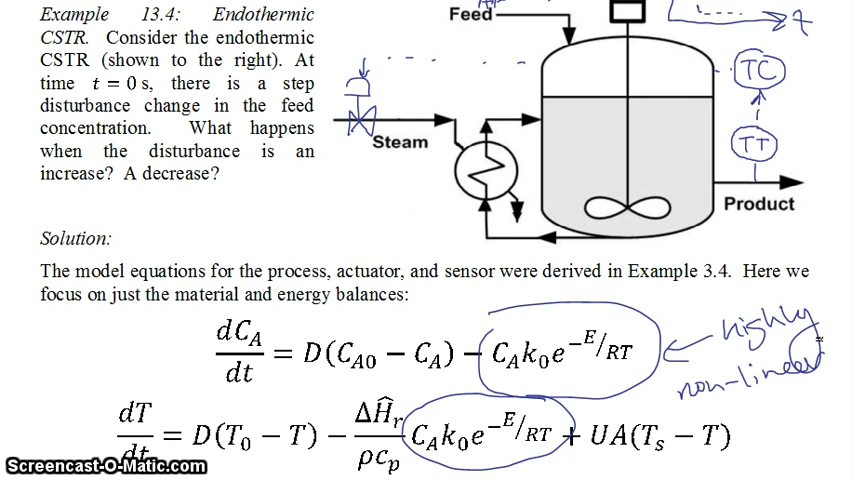 Example 13.4: Endothermic
CSTR. Consider the endothermic
CSTR (shown to the right). At
time t = 0 s, there is a step
disturbance change in the feed
concentration. What happens
when the disturbance is an
increase? A decrease?
Feed
t
TC
TT
Steam
Product
Solution:
The model equations for the process, actuator, and sensor were derived in Example 3.4. Here we
focus on just the material and energy balances:
dC_A/dt = D(C_A0 − C_A) − C_A k_0 e^(−E/RT)
highly
non-linear
dT/dt = D(T_0 − T) − ΔĤ_r/ρc_p C_A k_0 e^(−E/RT) + UA(T_s − T)
Screencast-O-Matic.com